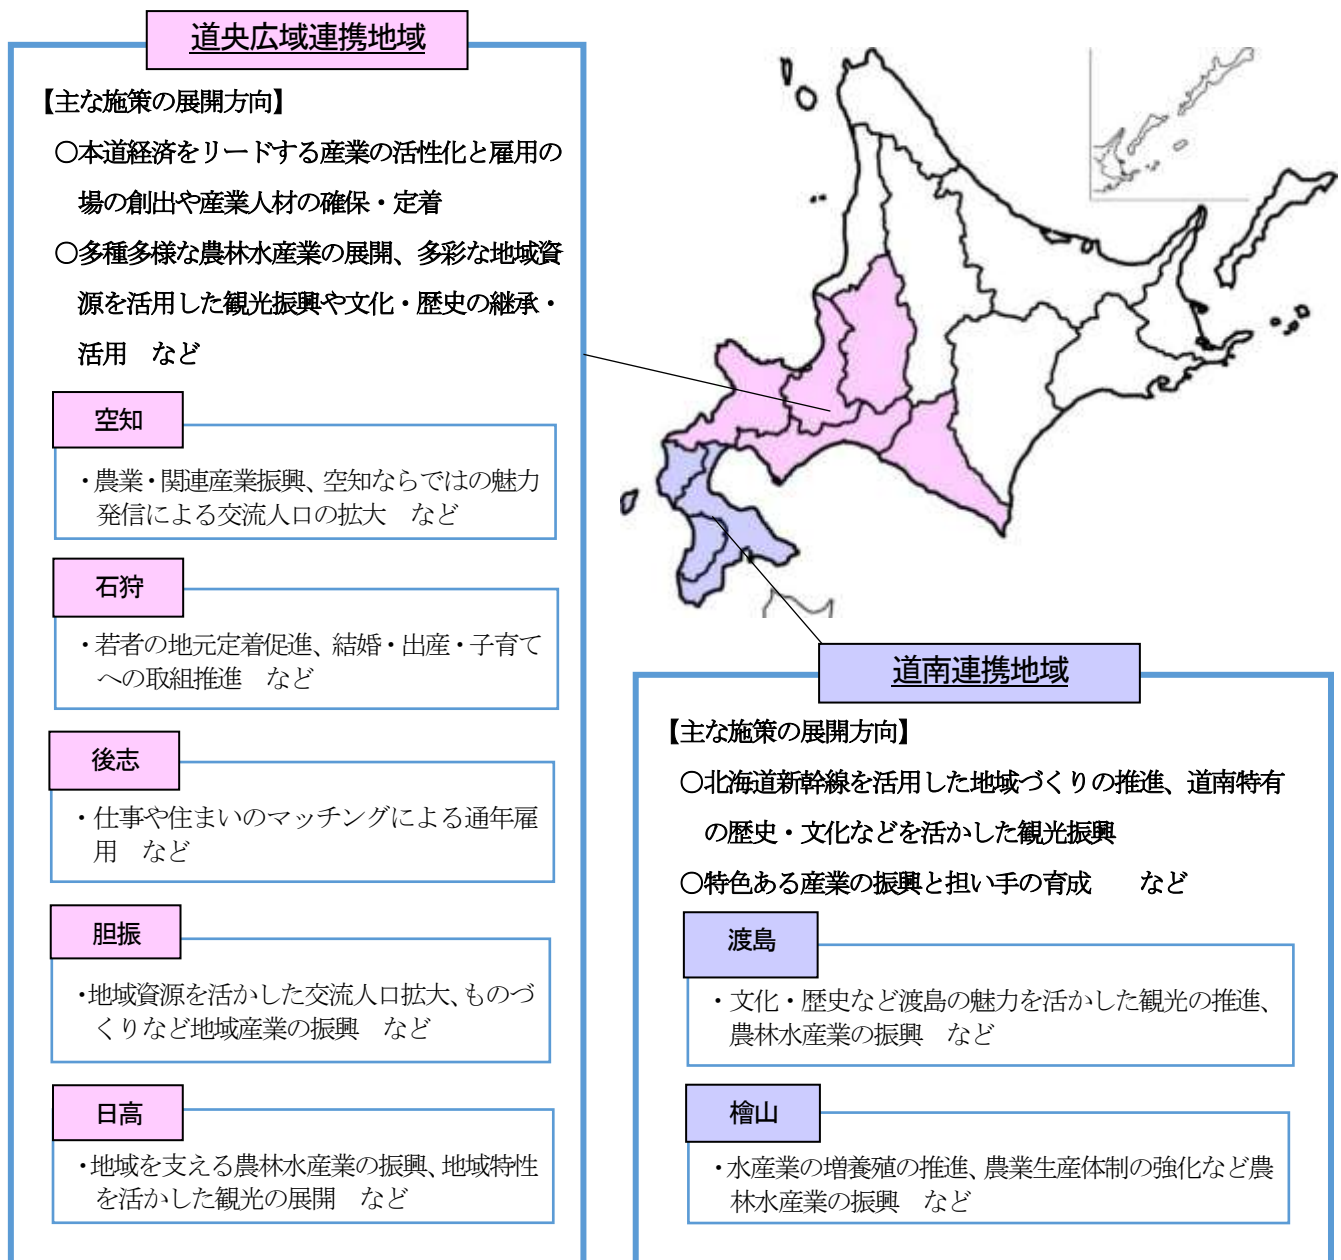 道央広域連携地域
【主な施策の展開方向】
○本道経済をリードする産業の活性化と雇用の
場の創出や産業人材の確保・定着
○多種多様な農林水産業の展開、多彩な地域資
源を活用した観光振興や文化・歴史の継承・
活用　など
空知
・農業・関連産業振興、空知ならではの魅力
発信による交流人口の拡大　など
石狩
・若者の地元定着促進、結婚・出産・子育て
への取組推進　など
後志
・仕事や住まいのマッチングによる通年雇
用　など
胆振
・地域資源を活かした交流人口拡大、ものづ
くりなど地域産業の振興　など
日高
・地域を支える農林水産業の振興、地域特性
を活かした観光の展開　など
道南連携地域
【主な施策の展開方向】
○北海道新幹線を活用した地域づくりの推進、道南特有
の歴史・文化などを活かした観光振興
○特色ある産業の振興と担い手の育成　　など
渡島
・文化・歴史など渡島の魅力を活かした観光の推進、
農林水産業の振興　など
檜山
・水産業の増養殖の推進、農業生産体制の強化など農
林水産業の振興　など